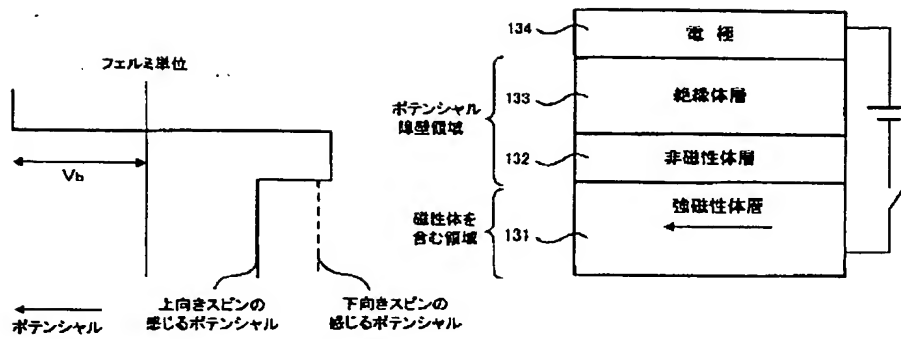 フェルミ単位
Vb
上向きスピンの
感じるポテンシャル
下向きスピンの
感じるポテンシャル
ポテンシャル
ポテンシャル
障壁領域
磁性体を
含む領域
134
電 極
133
絶縁体層
132
非磁性体層
131
強磁性体層